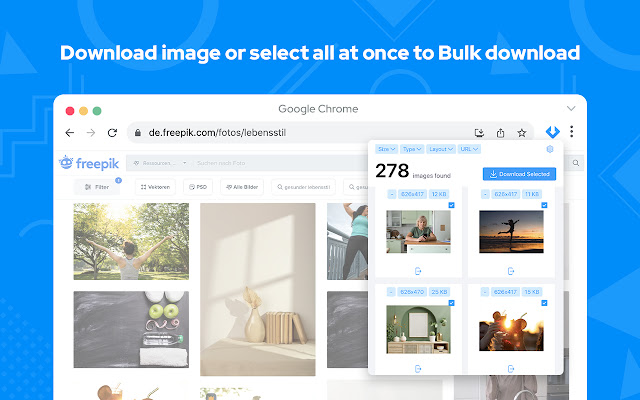 Download image or select all at once to Bulk download
Google Chrome
de.freepik.com/fotos/lebensstil
Size Type Layout URL
278 images found
Download Selected
freepik
Ressourcen...
Suchen nach Foto
Filter
Vektoren
PSD
Alle Bilder
gesunder lebensstil
gesun
626x417 12 KB
626x417 11 KB
626x470 25 KB
626x417 15 KB